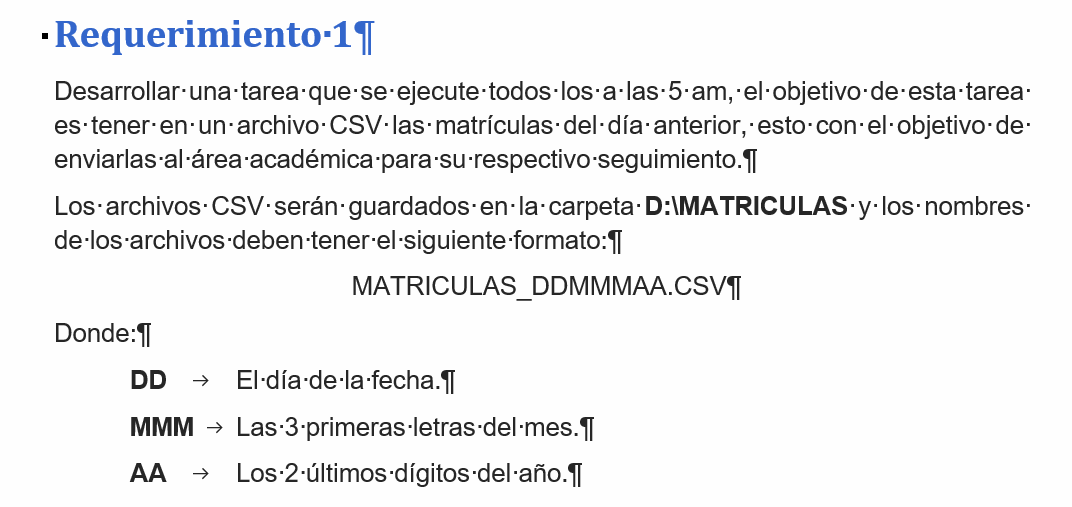 Requerimiento·1¶
Desarrollar·una·tarea·que·se·ejecute·todos·los·a·las·5·am,·el·objetivo·de·esta·tarea·
es·tener·en·un·archivo·CSV·las·matrículas·del·día·anterior,·esto·con·el·objetivo·de·
enviarlas·al·área·académica·para·su·respectivo·seguimiento.¶
Los·archivos·CSV·serán·guardados·en·la·carpeta·D:\MATRICULAS·y·los·nombres·
de·los·archivos·deben·tener·el·siguiente·formato:¶
MATRICULAS_DDMMMAA.CSV¶
Donde:¶
DD → El·día·de·la·fecha.¶
MMM → Las·3·primeras·letras·del·mes.¶
AA → Los·2·últimos·dígitos·del·año.¶